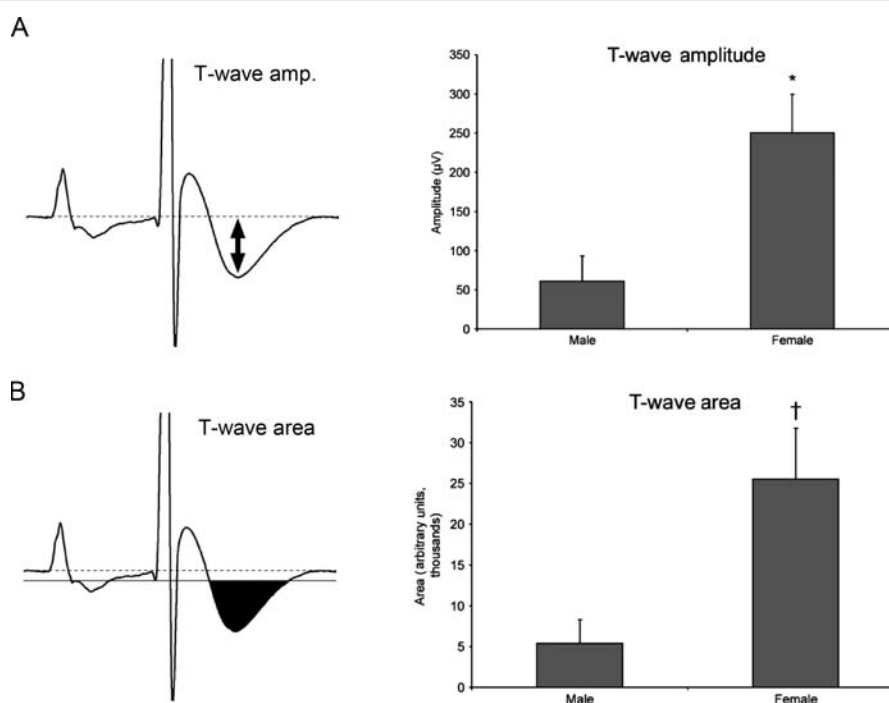 A
T-wave amp.
T-wave amplitude
*
Amplitude (µV)
350
300
250
200
150
100
50
0
Male
Female
B
T-wave area
T-wave area
†
Area (arbitrary units,
thousands)
35
30
25
20
15
10
5
0
Male
Female